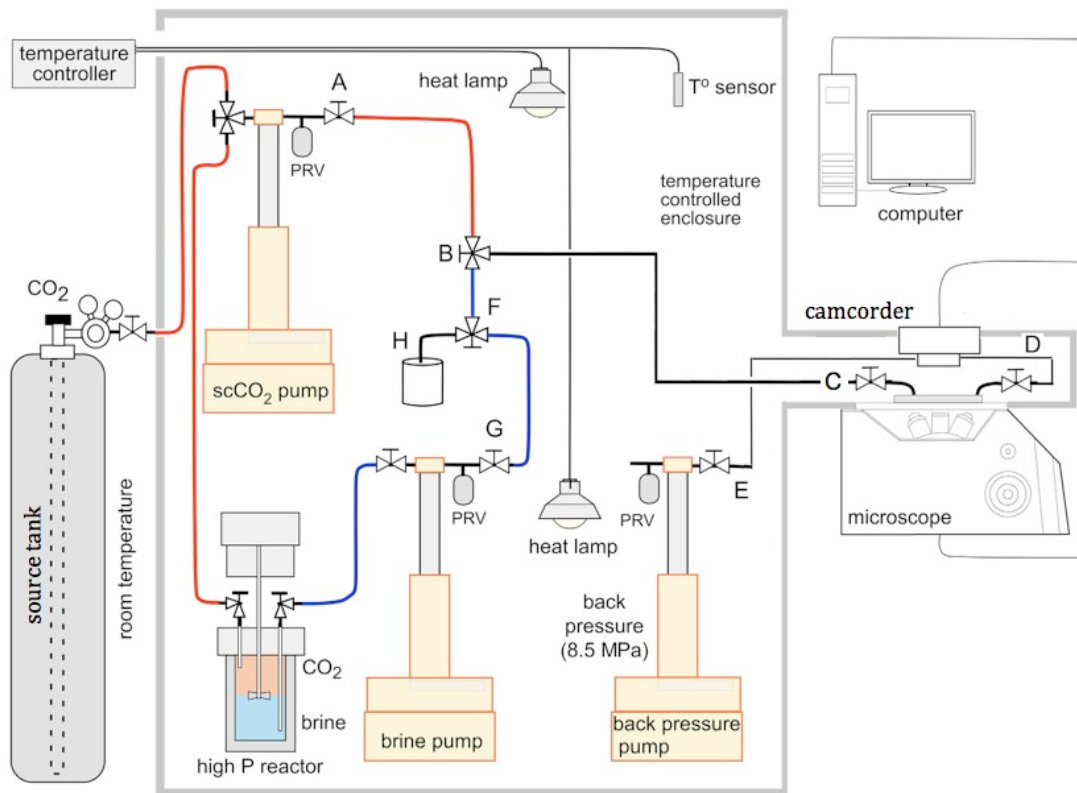 temperature
controller
A
heat lamp
T⁰ sensor
PRV
temperature
controlled
enclosure
computer
B
CO₂
F
camcorder
H
D
scCO₂ pump
C
G
E
source tank
room temperature
PRV
heat lamp
PRV
microscope
back
pressure
(8.5 MPa)
CO₂
brine
brine pump
back pressure
pump
high P reactor